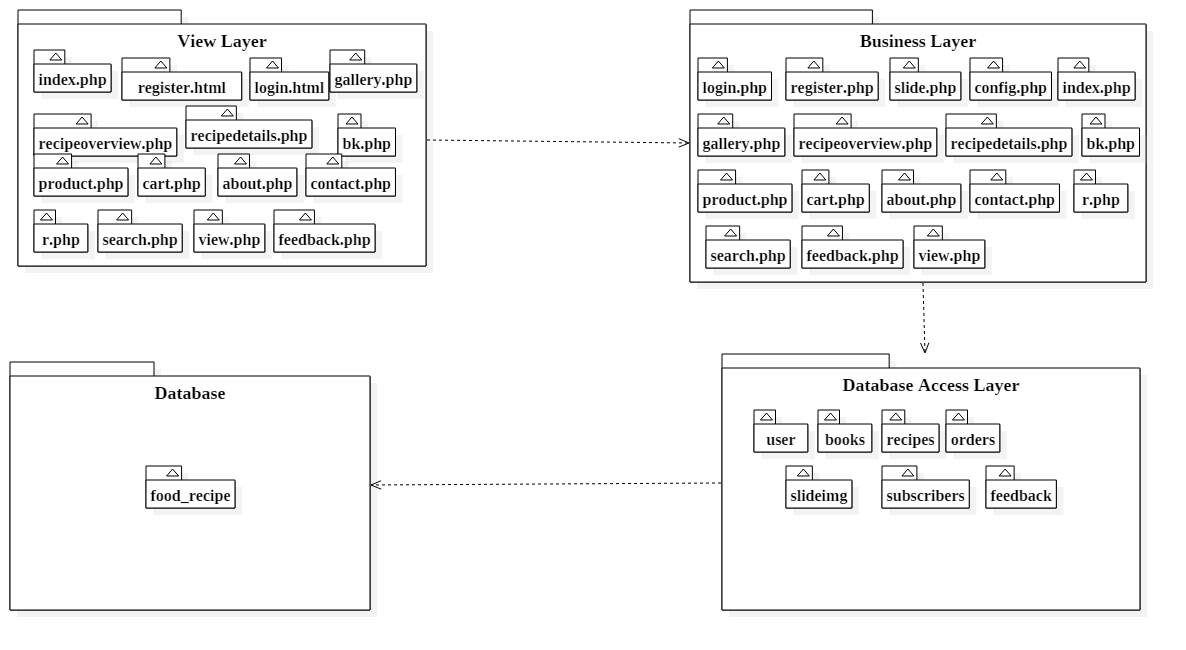 View Layer
index.php
register.html
login.html
gallery.php
recipeoverview.php
recipedetails.php
bk.php
product.php
cart.php
about.php
contact.php
r.php
search.php
view.php
feedback.php
Business Layer
login.php
register.php
slide.php
config.php
index.php
gallery.php
recipeoverview.php
recipedetails.php
bk.php
product.php
cart.php
about.php
contact.php
r.php
search.php
feedback.php
view.php
Database
food_recipe
Database Access Layer
user
books
recipes
orders
slideimg
subscribers
feedback